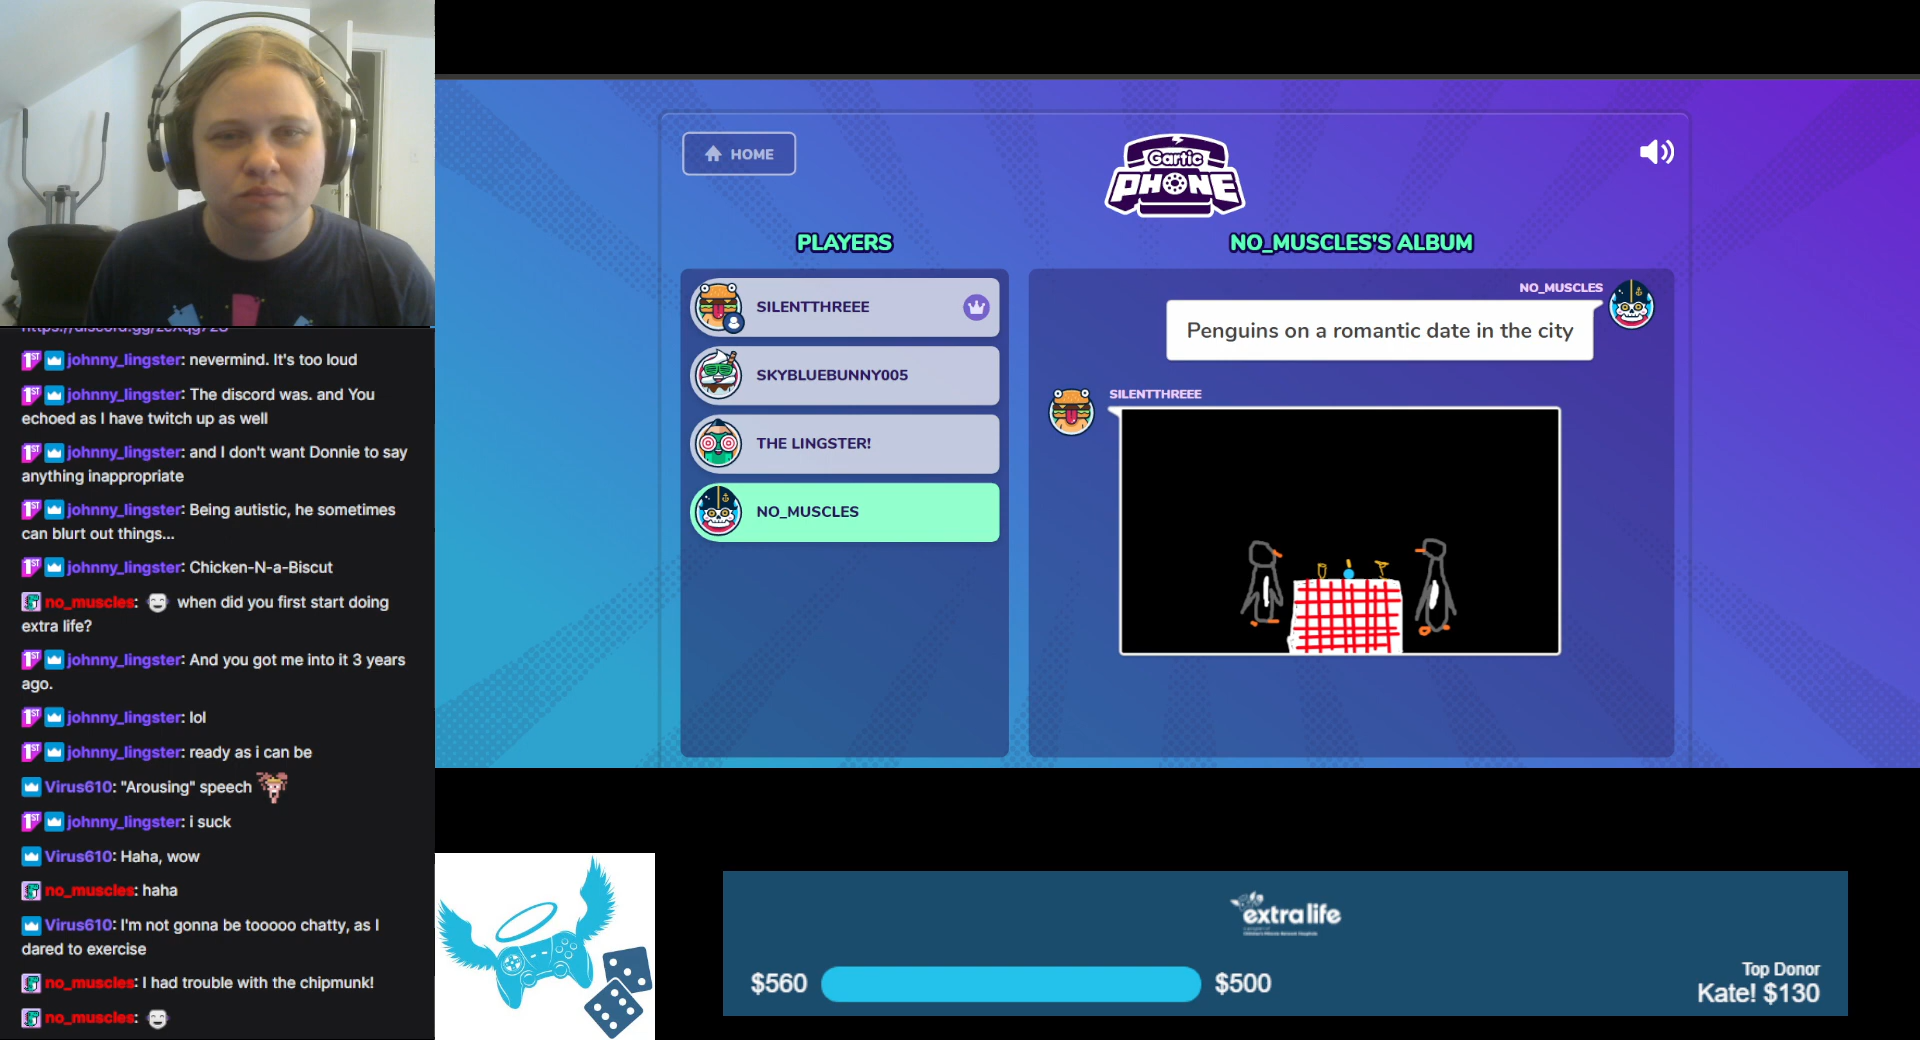 johnny_lingster: nevermind. It's too loud
johnny_lingster: The discord was. and You
echoed as I have twitch up as well
johnny_lingster: and I don't want Donnie to say
anything inappropriate
johnny_lingster: Being autistic, he sometimes
can blurt out things...
johnny_lingster: Chicken-N-a-Biscut
no_muscles: when did you first start doing
extra life?
johnny_lingster: And you got me into it 3 years
ago.
johnny_lingster: lol
johnny_lingster: ready as i can be
Virus610: "Arousing" speech
johnny_lingster: i suck
Virus610: Haha, wow
no_muscles: haha
Virus610: I'm not gonna be tooooo chatty, as I
dared to exercise
no_muscles: I had trouble with the chipmunk!
no_muscles:
HOME
Gartic
PHONE
PLAYERS
SILENTTHREEE
SKYBLUEBUNNY005
THE LINGSTER!
NO_MUSCLES
NO_MUSCLES'S ALBUM
NO_MUSCLES
Penguins on a romantic date in the city
SILENTTHREEE
extra life
$560
$500
Top Donor
Kate! $130